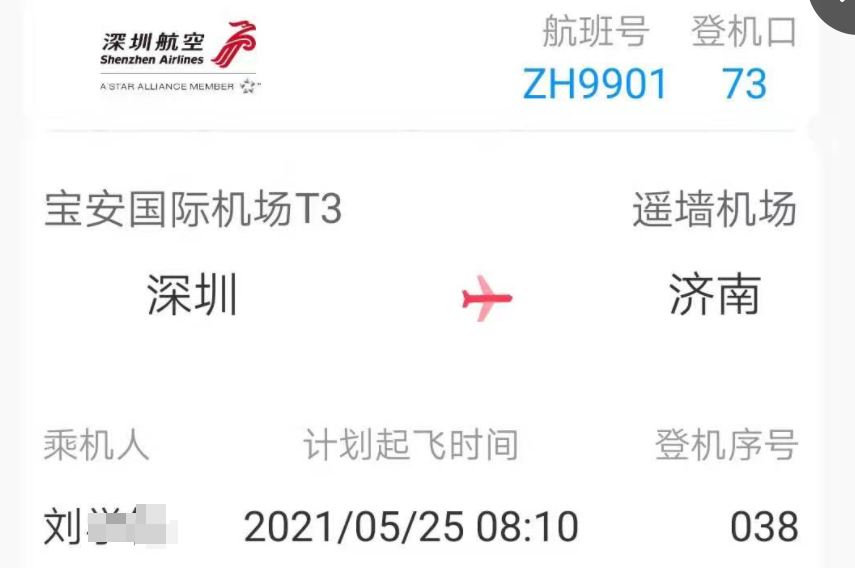 深圳航空
Shenzhen Airlines
A STAR ALLIANCE MEMBER
航班号 登机口
ZH9901 73
宝安国际机场T3 遥墙机场
深圳 济南
乘机人 计划起飞时间 登机序号
刘 2021/05/25 08:10 038